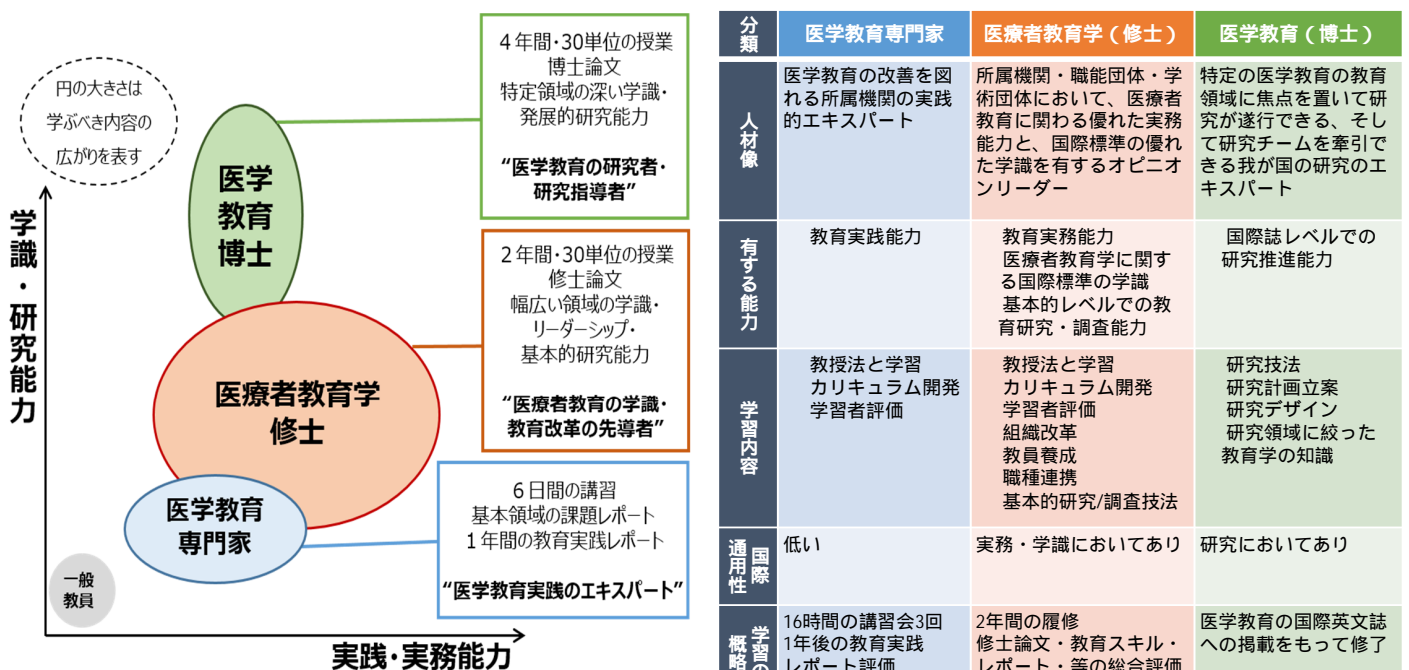 円の大きさは
学ぶべき内容の
広がりを表す
学識・研究能力
医学
教育
博士
医療者教育学
修士
医学教育
専門家
一般
教員
実践・実務能力
4年間・30単位の授業
博士論文
特定領域の深い学識・
発展的研究能力
“医学教育の研究者・
研究指導者”
2年間・30単位の授業
修士論文
幅広い領域の学識・
リーダーシップ・
基本的研究能力
“医療者教育の学識・
教育改革の先導者”
6日間の講習
基本領域の課題レポート
1年間の教育実践レポート
“医学教育実践のエキスパート”
分類
医学教育専門家
医療者教育学（修士）
医学教育（博士）
人材像
医学教育の改善を図
れる所属機関の実践
的エキスパート
所属機関・職能団体・学
術団体において、医療者
教育に関わる優れた実務
能力と、国際標準の優れ
た学識を有するオピニオ
ンリーダー
特定の医学教育の教育
領域に焦点を置いて研
究が遂行できる、そし
て研究チームを牽引で
きる我が国の研究のエ
キスパート
有する能力
教育実践能力
教育実務能力
医療者教育学に関す
る国際標準の学識
基本的レベルでの教
育研究・調査能力
国際誌レベルでの
研究推進能力
学習内容
教授法と学習
カリキュラム開発
学習者評価
教授法と学習
カリキュラム開発
学習者評価
組織改革
教員養成
職種連携
基本的研究/調査技法
研究技法
研究計画立案
研究デザイン
研究領域に絞った
教育学の知識
国際
通用性
低い
実務・学識においてあり
研究においてあり
学習の
概略
16時間の講習会3回
1年後の教育実践
レポート評価
2年間の履修
修士論文・教育スキル・
レポート・等の総合評価
医学教育の国際英文誌
への掲載をもって修了